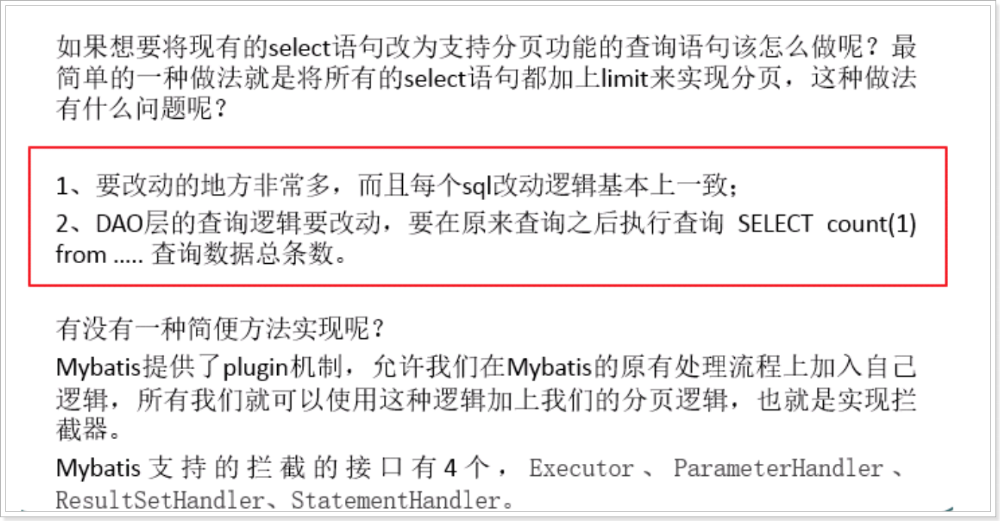 如果想要将现有的select语句改为支持分页功能的查询语句该怎么做呢？最
简单的一种做法就是将所有的select语句都加上limit来实现分页，这种做法
有什么问题呢？
1、要改动的地方非常多，而且每个sql改动逻辑基本上一致；
2、DAO层的查询逻辑要改动，要在原来查询之后执行查询 SELECT count(1)
from ..... 查询数据总条数。
有没有一种简便方法实现呢？
Mybatis提供了plugin机制，允许我们在Mybatis的原有处理流程上加入自己
逻辑，所有我们就可以使用这种逻辑加上我们的分页逻辑，也就是实现拦
截器。
Mybatis支持的拦截的接口有4个，Executor、ParameterHandler、
ResultSetHandler、StatementHandler。